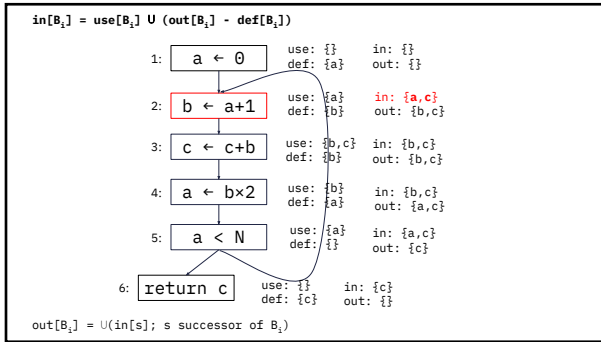 in[Bᵢ] = use[Bᵢ] ∪ (out[Bᵢ] - def[Bᵢ])
1: a ← 0 use: {} in: {}
def: {a} out: {}
2: b ← a+1 use: {a} in: {a,c}
def: {b} out: {b,c}
3: c ← c+b use: {b,c} in: {b,c}
def: {b} out: {b,c}
4: a ← b×2 use: {b} in: {b,c}
def: {a} out: {a,c}
5: a < N use: {a} in: {a,c}
def: {} out: {c}
6: return c use: {} in: {c}
def: {c} out: {}
out[Bᵢ] = ∪(in[s]; s successor of Bᵢ)